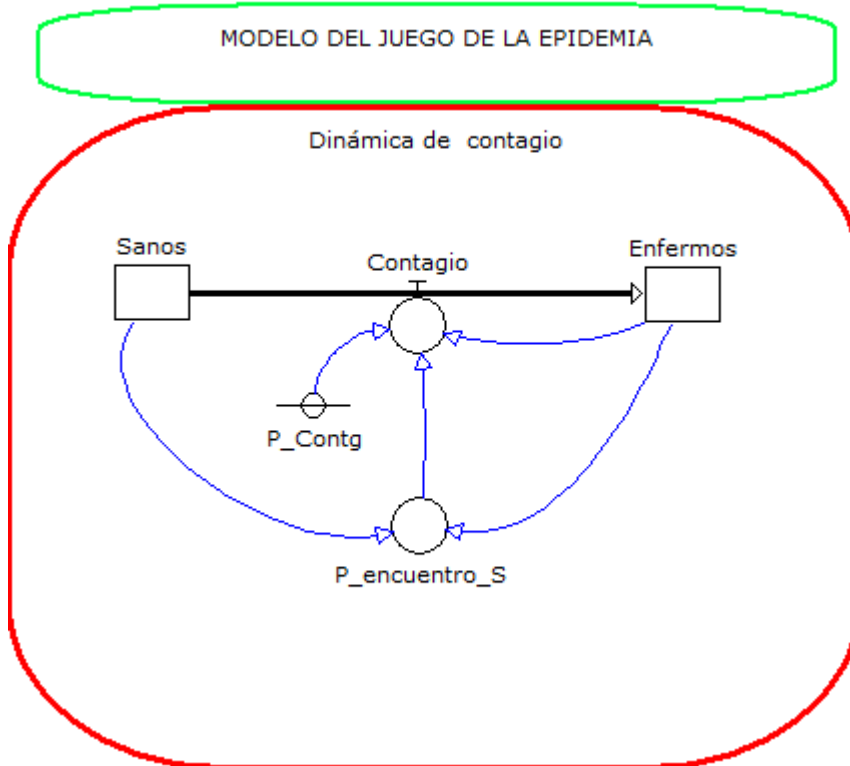 MODELO DEL JUEGO DE LA EPIDEMIA
Dinámica de contagio
Sanos
Contagio
Enfermos
P_Contg
P_encuentro_S